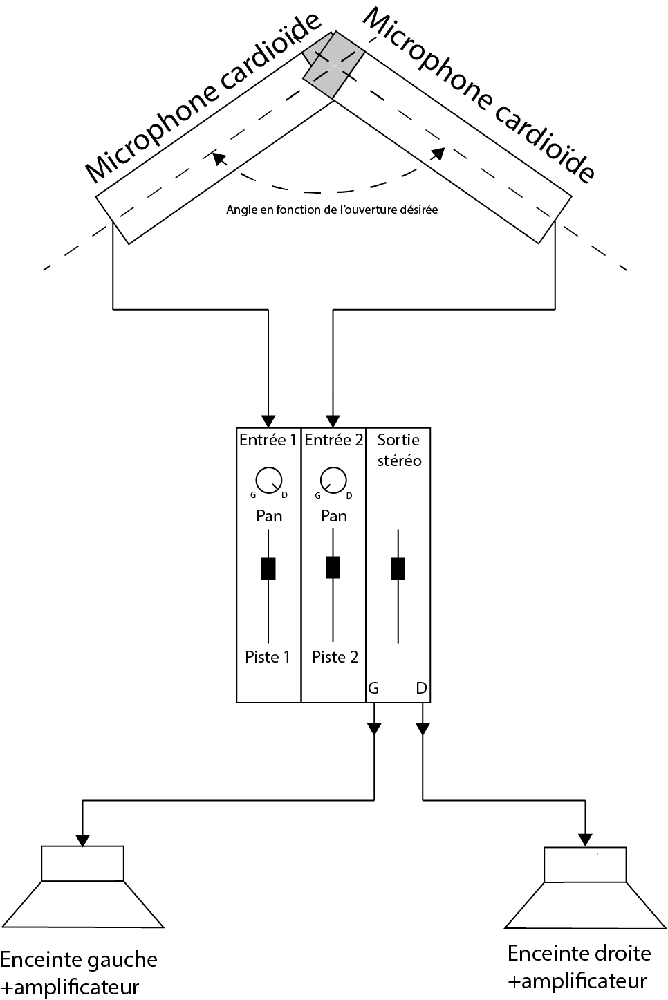 Microphone cardioïde
Microphone cardioïde
Angle en fonction de l’ouverture désirée
Entrée 1
Entrée 2
Sortie
stéréo
G D
G D
Pan
Pan
Piste 1
Piste 2
G D
Enceinte gauche
+amplificateur
Enceinte droite
+amplificateur